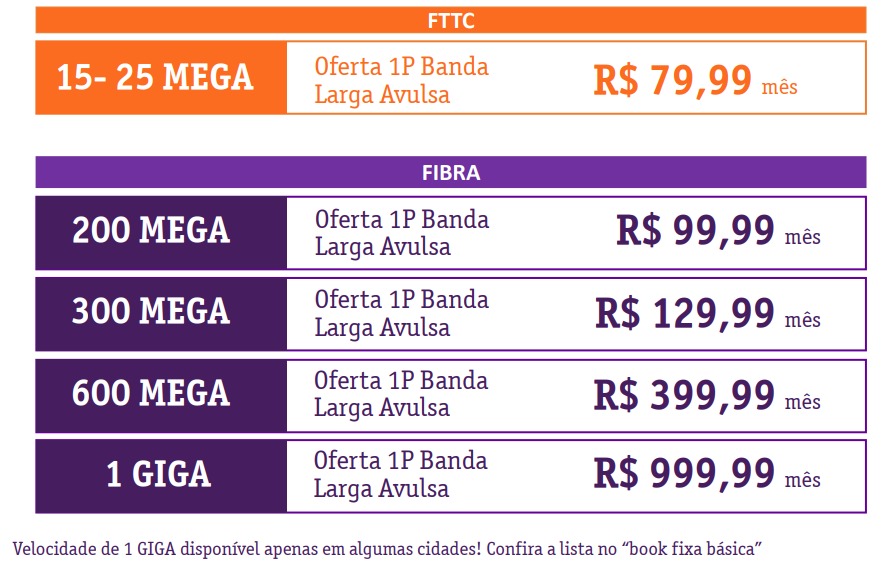 FTTC
15- 25 MEGA
Oferta 1P Banda
Larga Avulsa
R$ 79,99 mês
FIBRA
200 MEGA
Oferta 1P Banda
Larga Avulsa
R$ 99,99 mês
300 MEGA
Oferta 1P Banda
Larga Avulsa
R$ 129,99 mês
600 MEGA
Oferta 1P Banda
Larga Avulsa
R$ 399,99 mês
1 GIGA
Oferta 1P Banda
Larga Avulsa
R$ 999,99 mês
Velocidade de 1 GIGA disponível apenas em algumas cidades! Confira a lista no “book fixa básica”